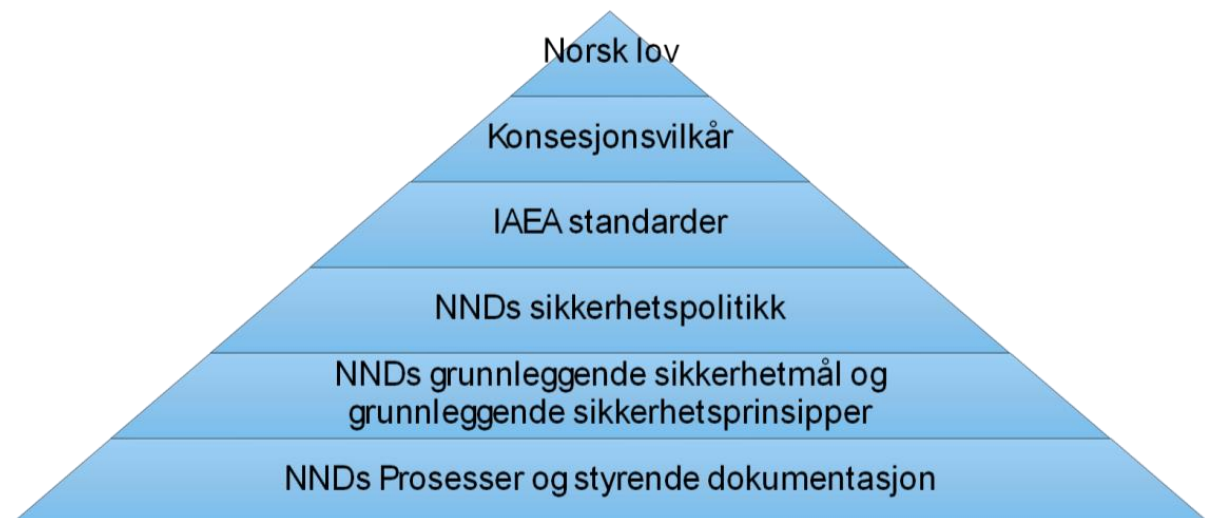 Norsk lov
Konsesjonsvilkår
IAEA standarder
NNDs sikkerhetspolitikk
NNDs grunnleggende sikkerhetmål og
grunnleggende sikkerhetsprinsipper
NNDs Prosesser og styrende dokumentasjon